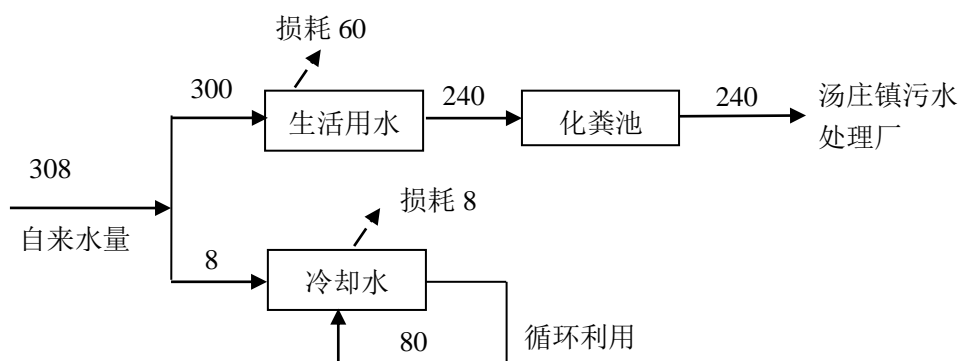 损耗 60
300
生活用水
240
化粪池
240
汤庄镇污水
处理厂
308
自来水量
损耗 8
8
冷却水
80
循环利用